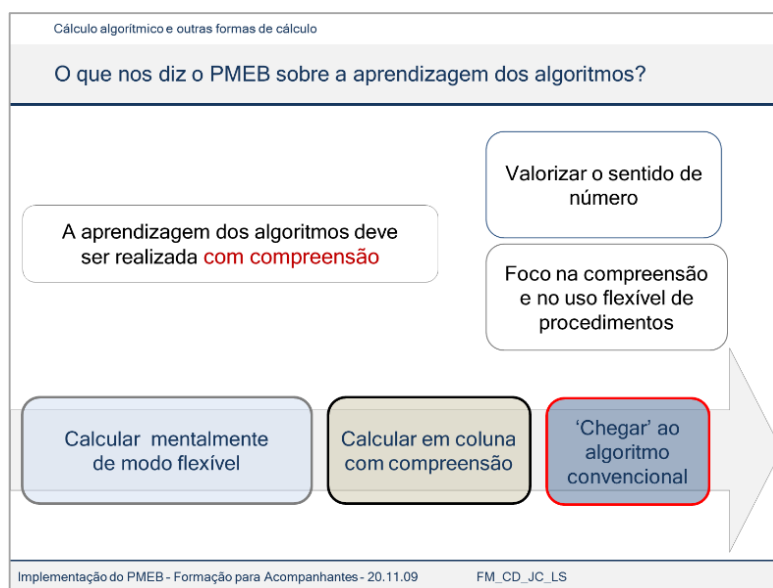 Cálculo algorítmico e outras formas de cálculo
O que nos diz o PMEB sobre a aprendizagem dos algoritmos?
A aprendizagem dos algoritmos deve
ser realizada com compreensão
Valorizar o sentido de
número
Foco na compreensão
e no uso flexível de
procedimentos
Calcular mentalmente
de modo flexível
Calcular em coluna
com compreensão
‘Chegar’ ao
algoritmo
convencional
Implementação do PMEB - Formação para Acompanhantes - 20.11.09 FM_CD_JC_LS